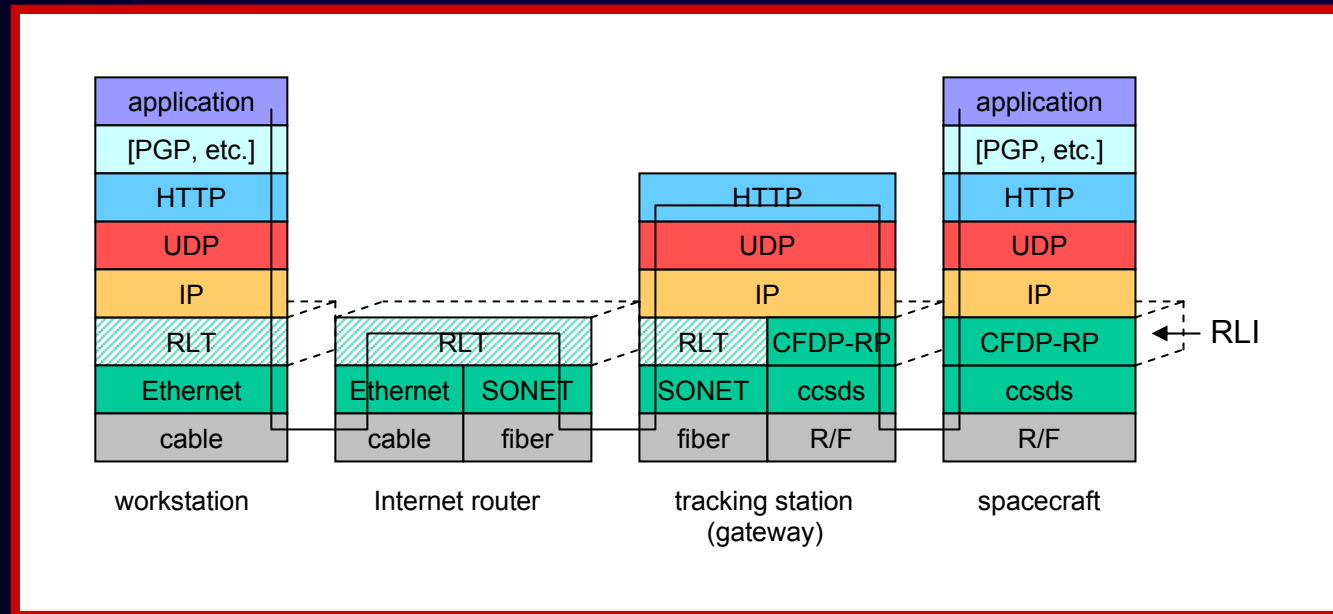 application
application
[PGP, etc.]
[PGP, etc.]
HTTP
HTTP
HTTP
UDP
UDP
UDP
IP
IP
IP
RLT
RLT
RLT
CFDP-RP
CFDP-RP
RLI
Ethernet
Ethernet
SONET
SONET
ccsds
ccsds
cable
cable
fiber
fiber
R/F
R/F
workstation
Internet router
tracking station
(gateway)
spacecraft